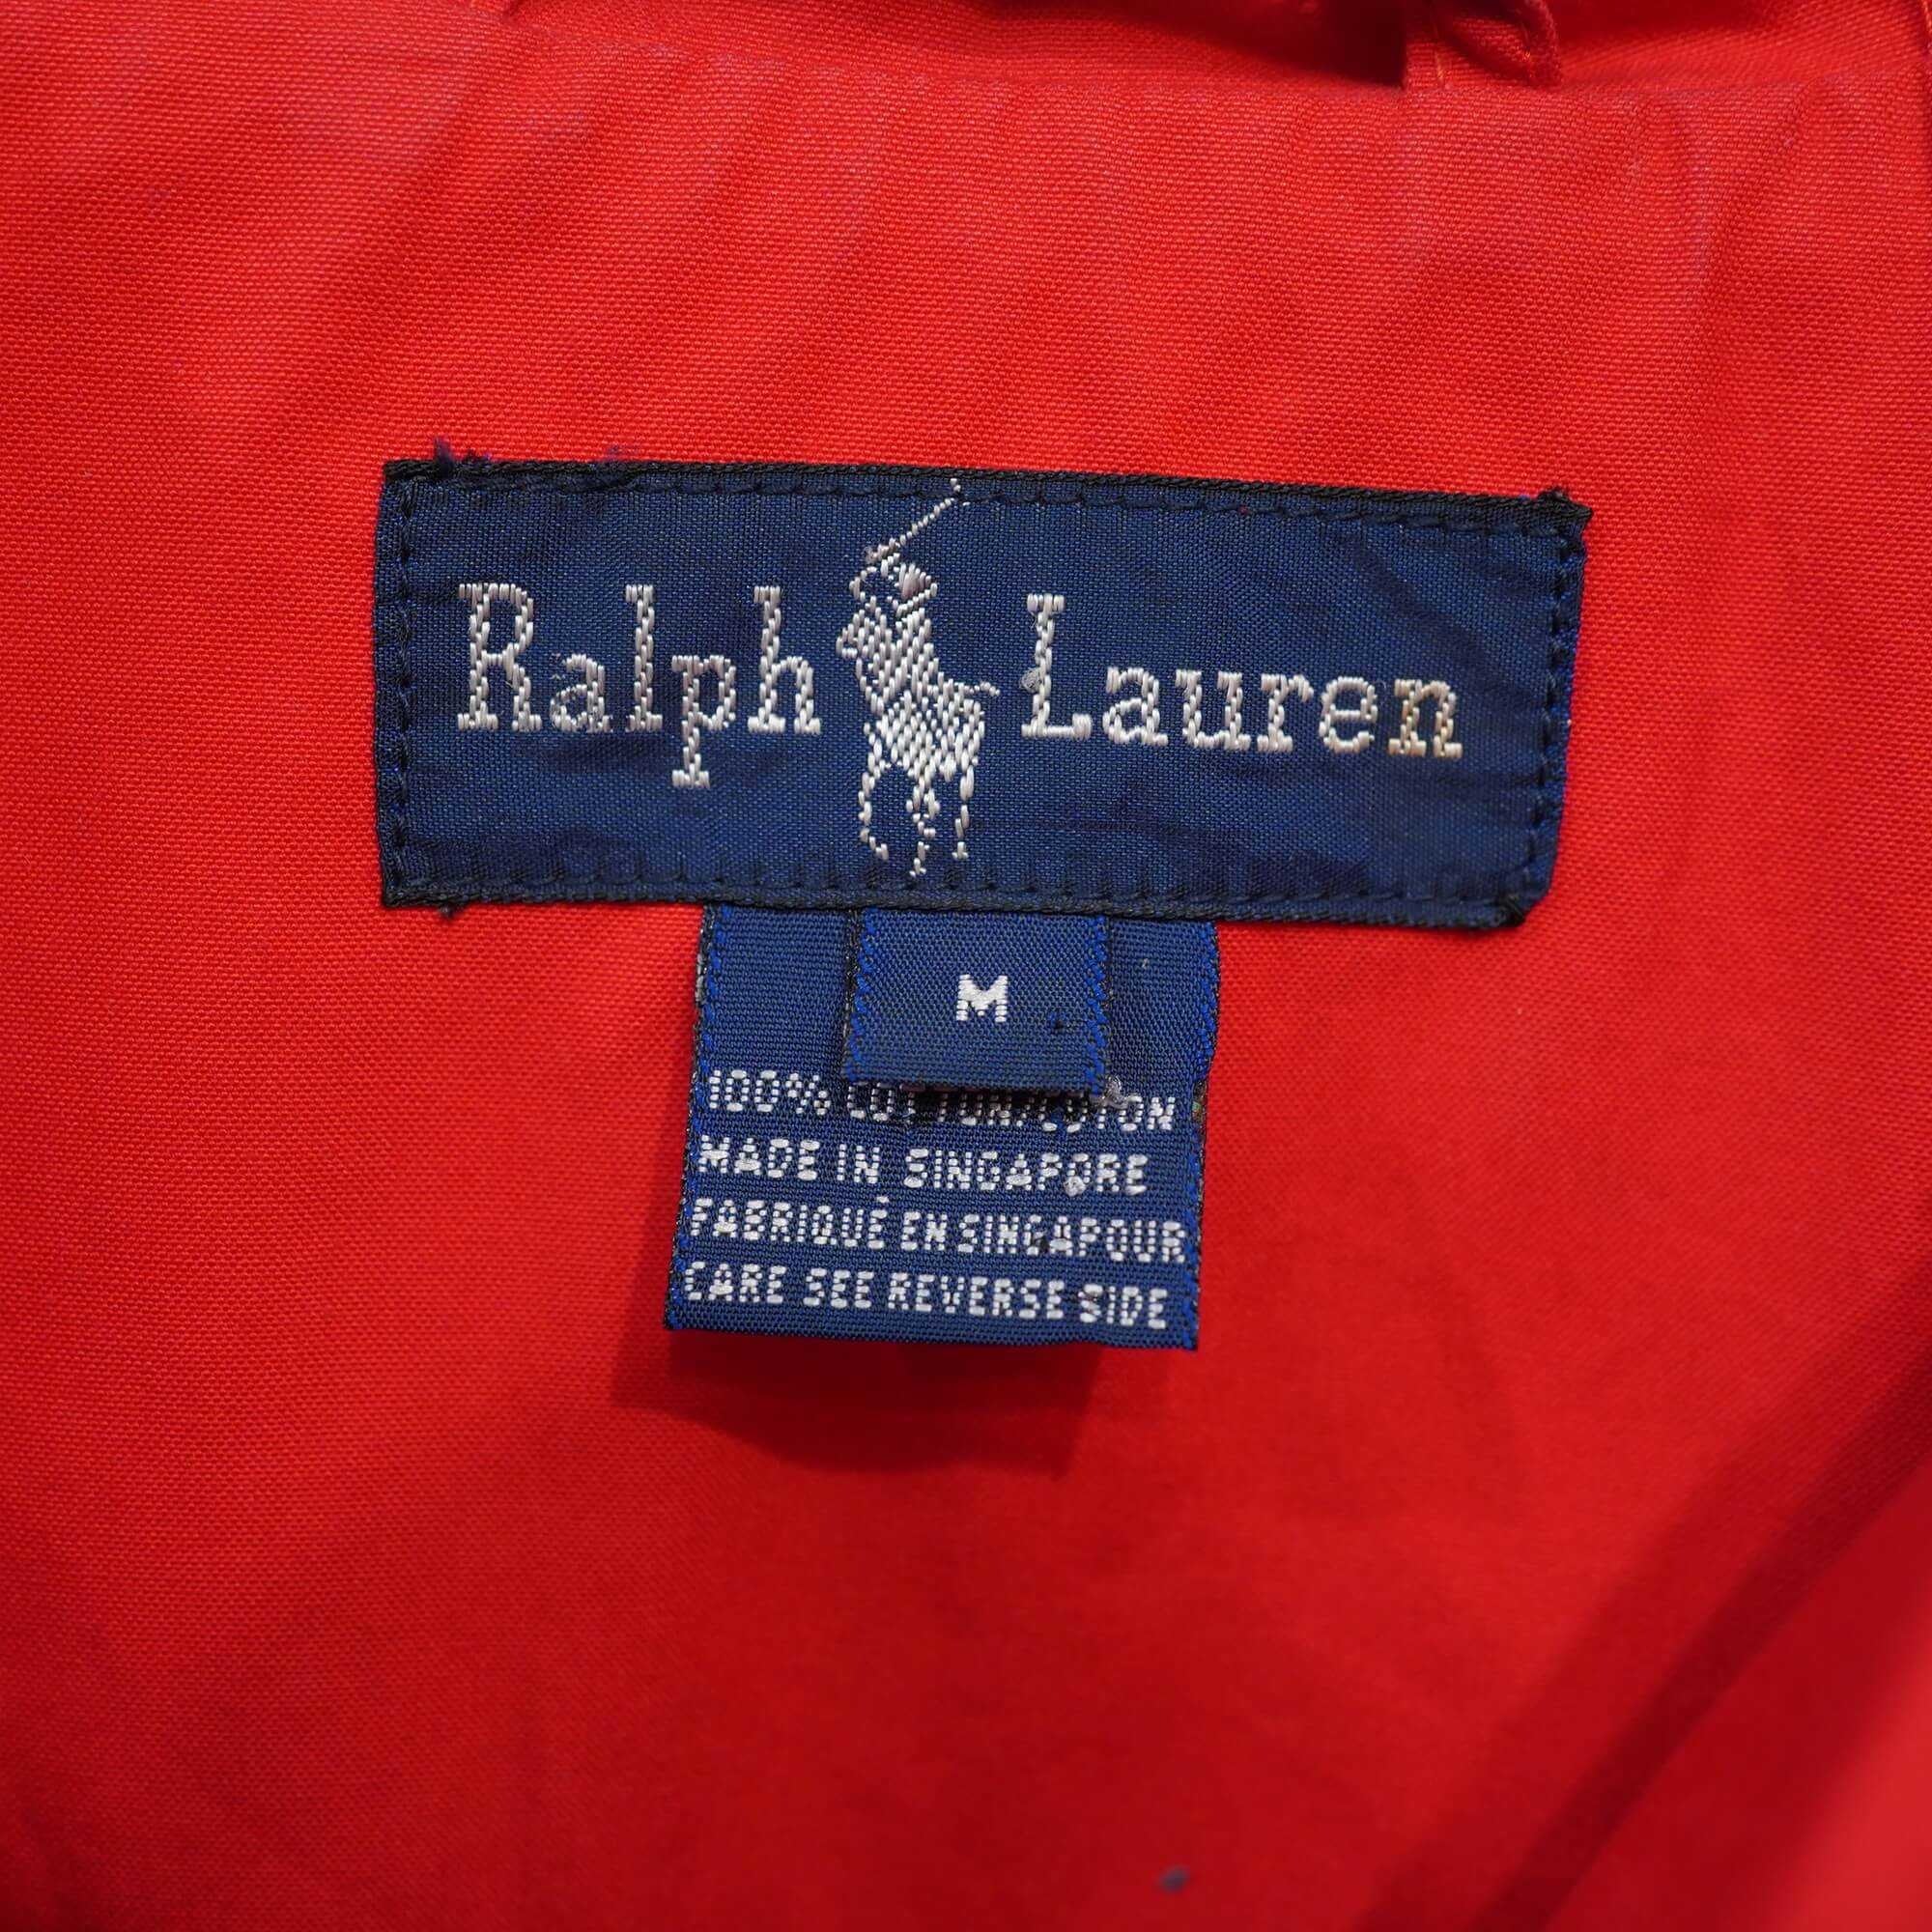 Ralph Lauren
M
100% COTTON/COTON
MADE IN SINGAPORE
FABRIQUÉ EN SINGAPOUR
CARE SEE REVERSE SIDE